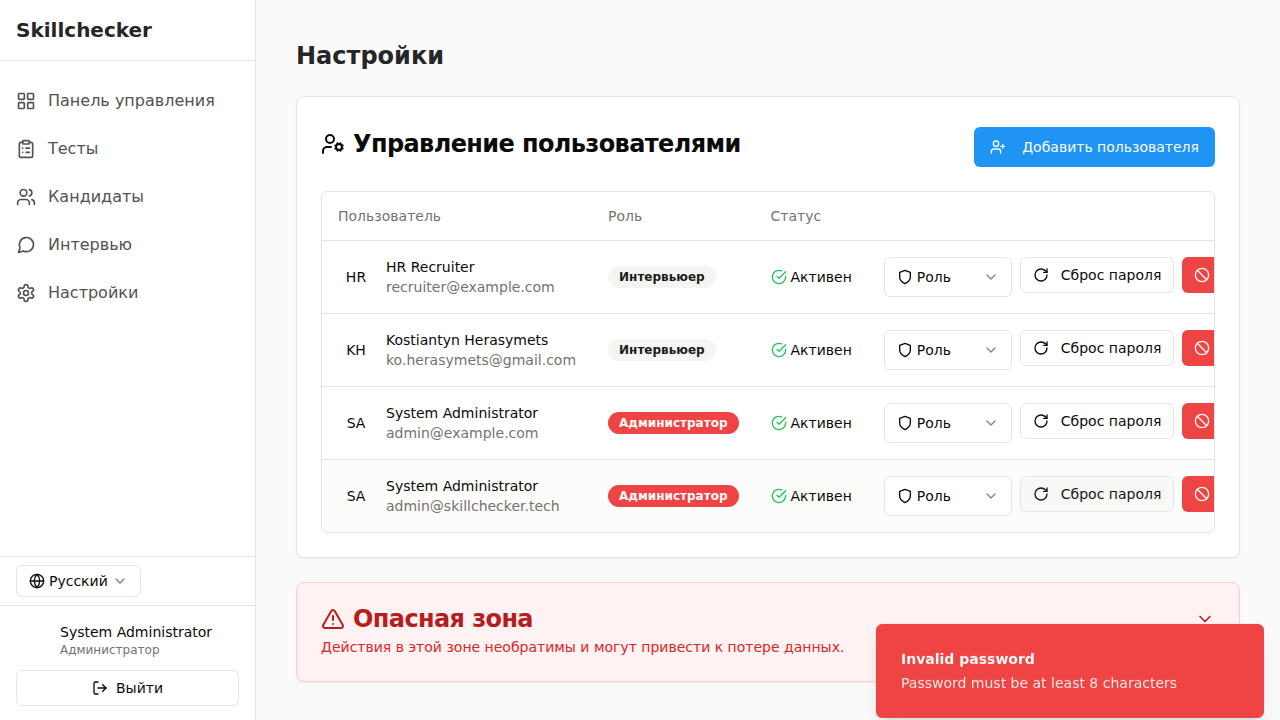 Skillchecker
Панель управления
Тесты
Кандидаты
Интервью
Настройки
Русский
System Administrator
Администратор
Выйти
Настройки
Управление пользователями
Добавить пользователя
Пользователь Роль Статус
HR HR Recruiter recruiter@example.com Интервьюер Активен Роль Сброс пароля
KH Kostiantyn Herasymets ko.herasymets@gmail.com Интервьюер Активен Роль Сброс пароля
SA System Administrator admin@example.com Администратор Активен Роль Сброс пароля
SA System Administrator admin@skillchecker.tech Администратор Активен Роль Сброс пароля
Опасная зона
Действия в этой зоне необратимы и могут привести к потере данных.
Invalid password
Password must be at least 8 characters